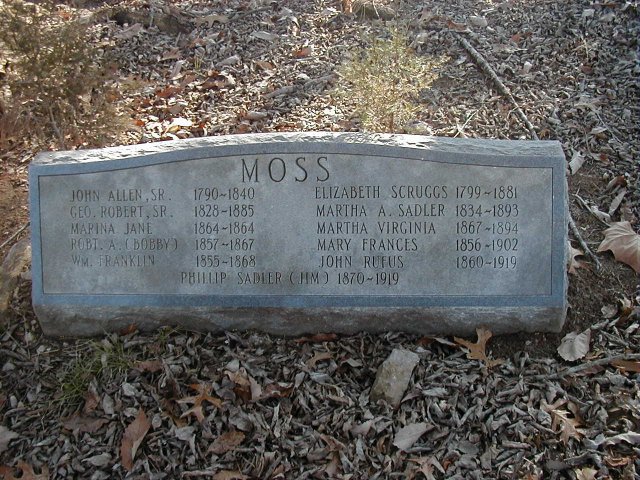 MOSS
JOHN ALLEN, SR. 1790~1840 ELIZABETH SCRUGGS 1799~1881
GEO. ROBERT, SR. 1828~1885 MARTHA A. SADLER 1834~1893
MARINA JANE 1864~1864 MARTHA VIRGINIA 1867~1894
ROBT. A. (BOBBY) 1857~1867 MARY FRANCES 1856~1902
WM. FRANKLIN 1855~1868 JOHN RUFUS 1860~1919
PHILLIP SADLER (JIM) 1870~1919